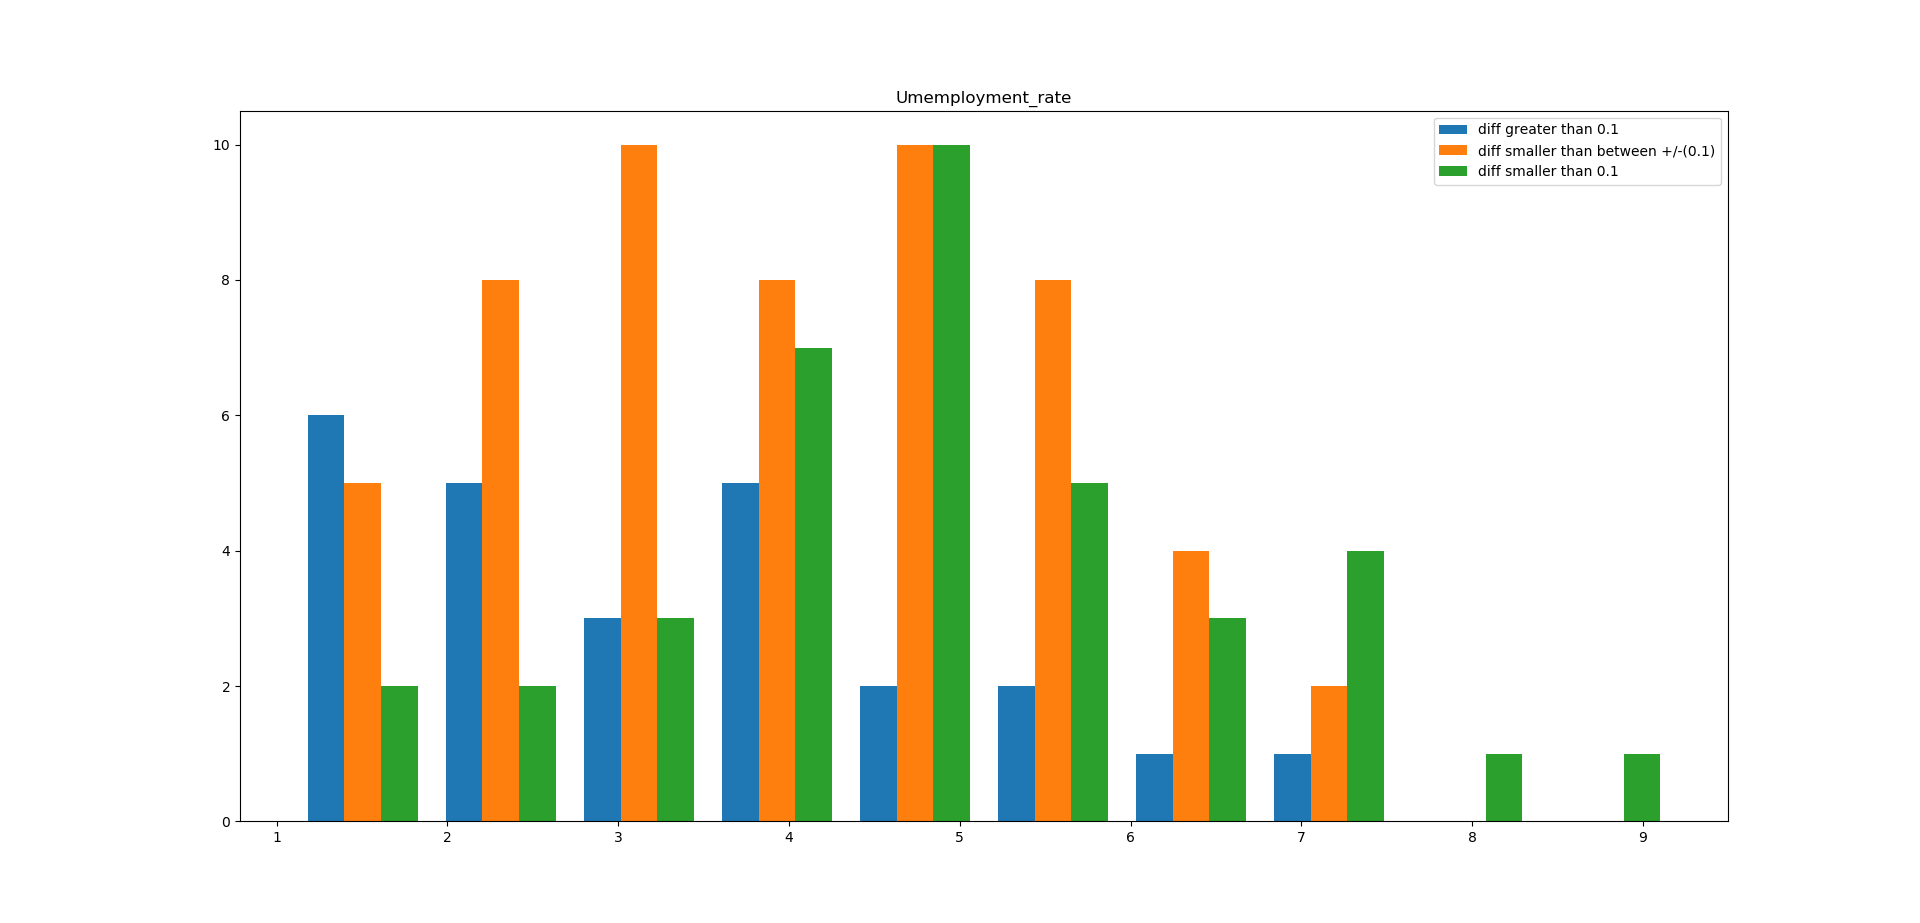 Umemployment_rate
diff greater than 0.1
diff smaller than between +/-(0.1)
diff smaller than 0.1
10
8
6
4
2
0
1 2 3 4 5 6 7 8 9